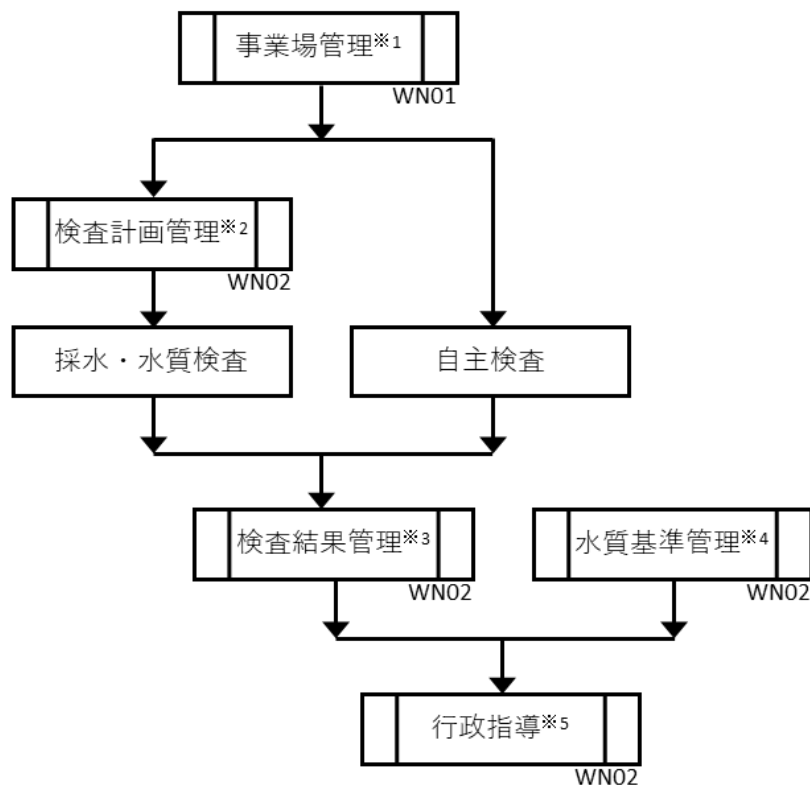 事業場管理※1
WN01
検査計画管理※2
WN02
採水・水質検査
自主検査
検査結果管理※3
WN02
水質基準管理※4
WN02
行政指導※5
WN02